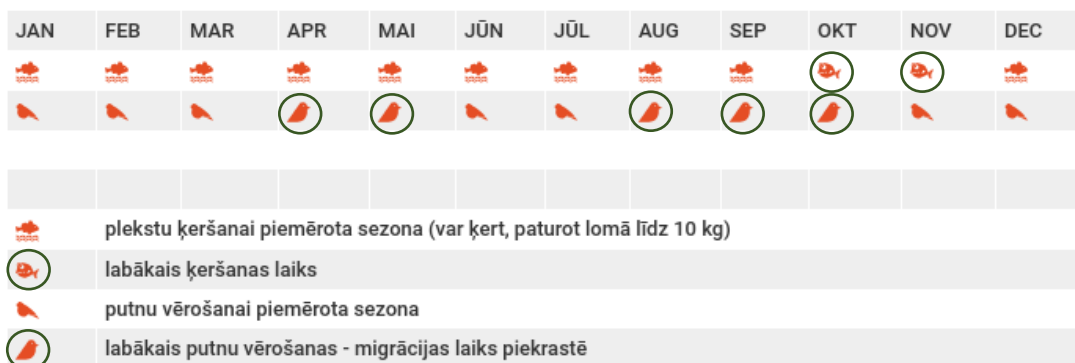 JAN FEB MAR APR MAI JŪN JŪL AUG SEP OKT NOV DEC
plekstu ķeršanai piemērota sezona (var ķert, paturot lomā līdz 10 kg)
labākais ķeršanas laiks
putnu vērošanai piemērota sezona
labākais putnu vērošanas - migrācijas laiks piekrastē